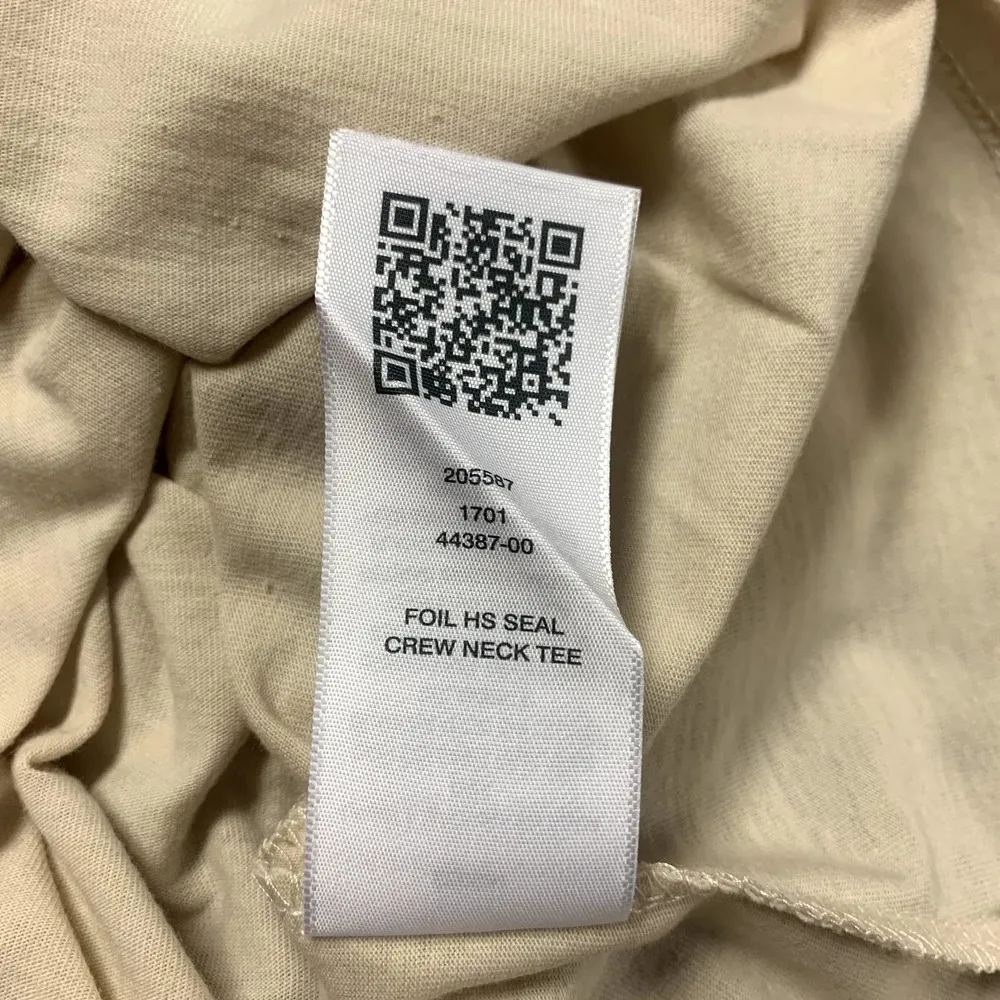 205587
1701
44387-00
FOIL HS SEAL
CREW NECK TEE